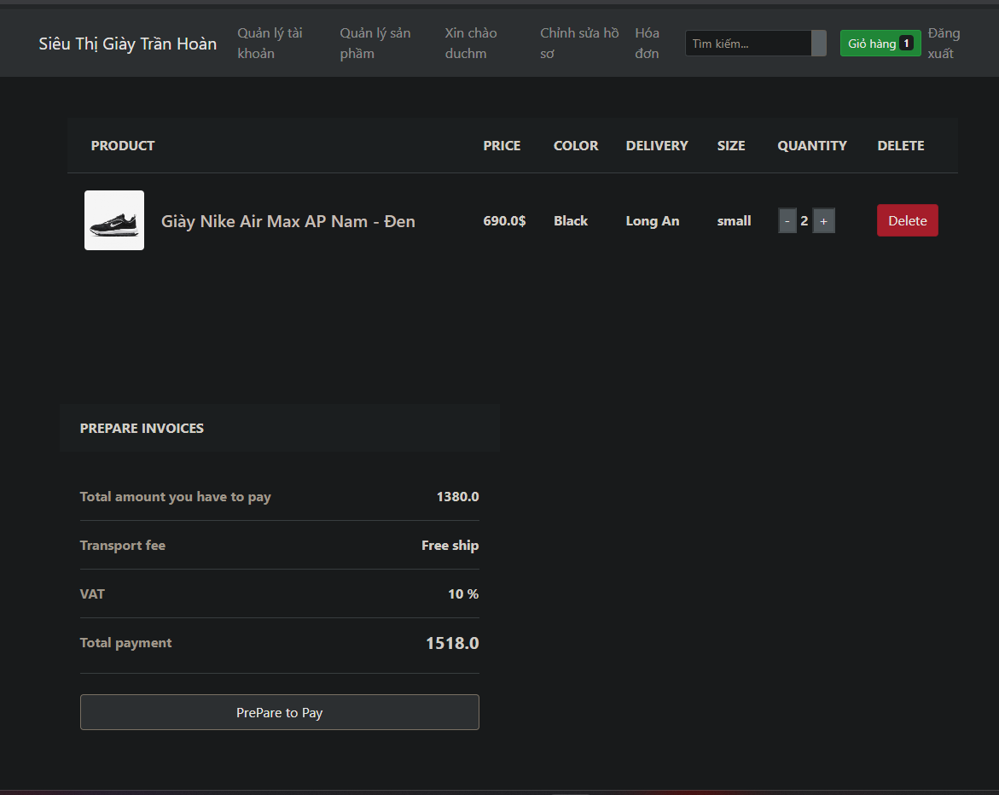 Siêu Thị Giày Trần Hoàn
Quản lý tài
khoản
Quản lý sản
phầm
Xin chào
duchm
Chỉnh sửa hồ
sơ
Hóa
đơn
Tìm kiếm...
Giỏ hàng 1
Đăng
xuất
PRODUCT PRICE COLOR DELIVERY SIZE QUANTITY DELETE
Giày Nike Air Max AP Nam - Đen 690.0$ Black Long An small - 2 + Delete
PREPARE INVOICES
Total amount you have to pay 1380.0
Transport fee Free ship
VAT 10 %
Total payment 1518.0
PrePare to Pay